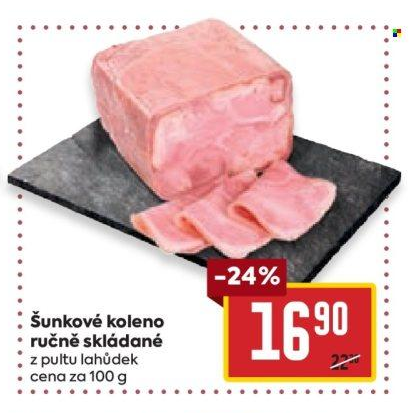 -24%
Šunkové koleno
ručně skládané
z pultu lahůdek
cena za 100 g
16 90